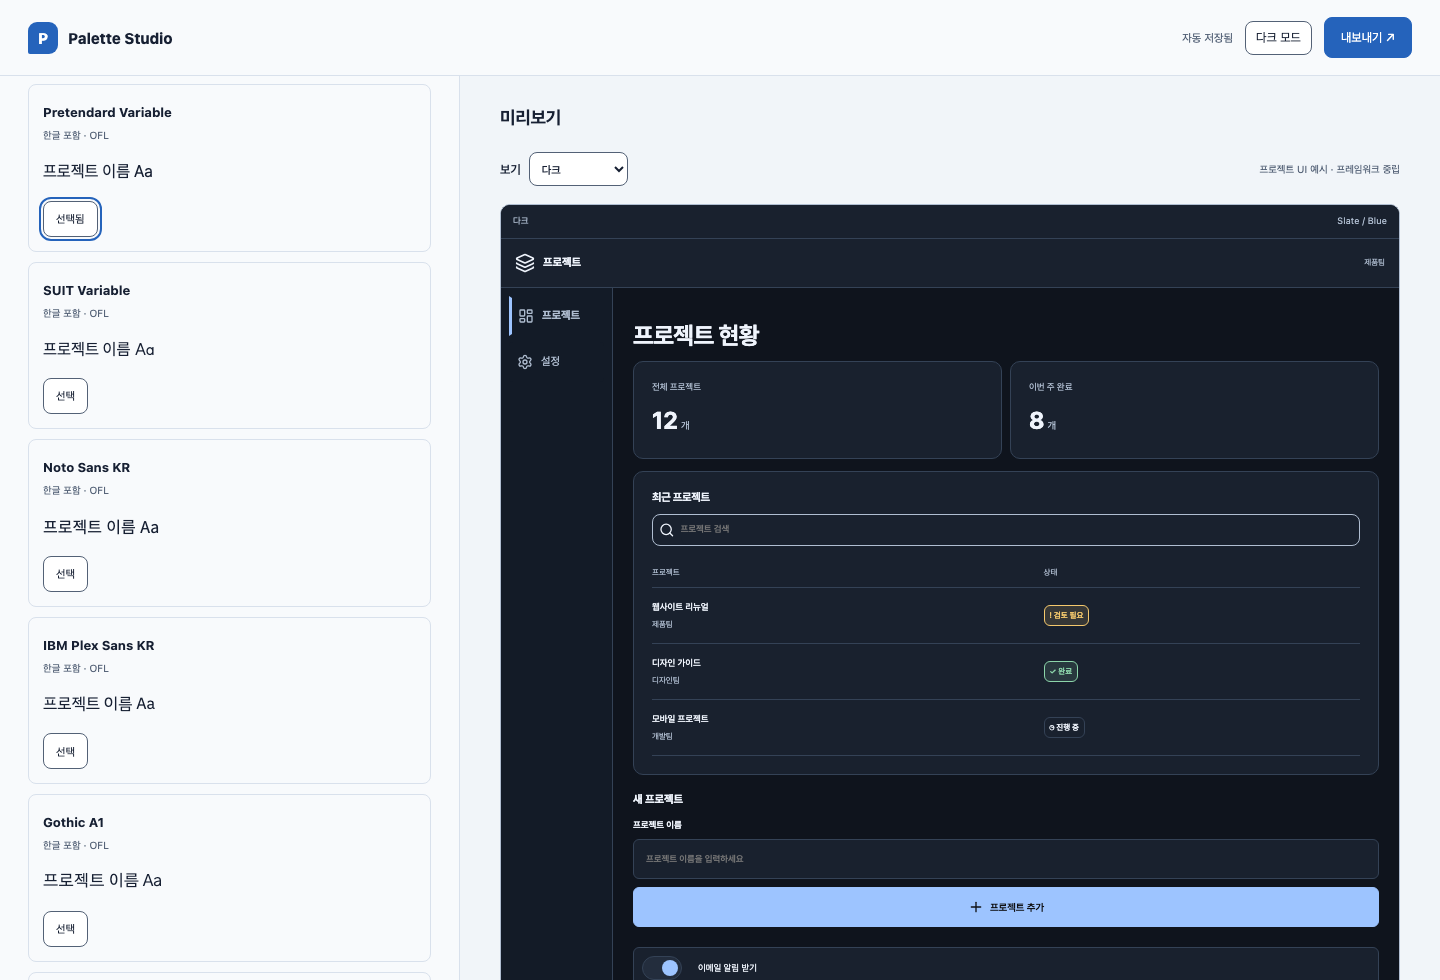 P Palette Studio
자동 저장됨
다크 모드
내보내기 ↗
Pretendard Variable
한글 포함 · OFL
프로젝트 이름 Aa
선택됨
SUIT Variable
한글 포함 · OFL
프로젝트 이름 Aa
선택
Noto Sans KR
한글 포함 · OFL
프로젝트 이름 Aa
선택
IBM Plex Sans KR
한글 포함 · OFL
프로젝트 이름 Aa
선택
Gothic A1
한글 포함 · OFL
프로젝트 이름 Aa
선택
미리보기
보기 다크
프로젝트 UI 예시 · 프레임워크 중립
다크
Slate / Blue
프로젝트
제품팀
프로젝트
설정
프로젝트 현황
전체 프로젝트
12 개
이번 주 완료
8 개
최근 프로젝트
프로젝트 검색
프로젝트 상태
웹사이트 리뉴얼
제품팀
! 검토 필요
디자인 가이드
디자인팀
✓ 완료
모바일 프로젝트
개발팀
진행 중
새 프로젝트
프로젝트 이름
프로젝트 이름을 입력하세요
+ 프로젝트 추가
이메일 알림 받기